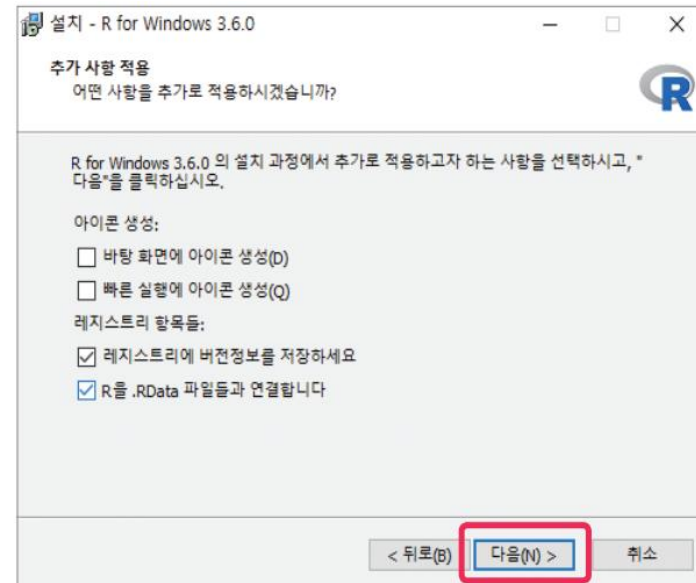 설치 - R for Windows 3.6.0
추가 사항 적용
어떤 사항을 추가로 적용하시겠습니까?
R
R for Windows 3.6.0 의 설치 과정에서 추가로 적용하고자 하는 사항을 선택하시고, "
다음"을 클릭하십시오.
아이콘 생성:
바탕 화면에 아이콘 생성(D)
빠른 실행에 아이콘 생성(Q)
레지스트리 항목들:
레지스트리에 버전정보를 저장하세요
R을 .RData 파일들과 연결합니다
< 뒤로(B) 다음(N) > 취소